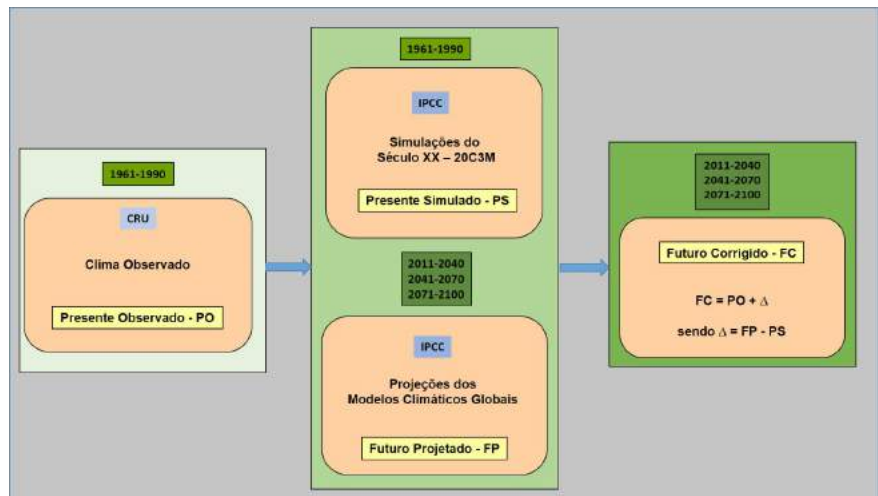 1961-1990
CRU
Clima Observado
Presente Observado - PO
1961-1990
IPCC
Simulações do
Século XX – 20C3M
Presente Simulado - PS
2011-2040
2041-2070
2071-2100
IPCC
Projeções dos
Modelos Climáticos Globais
Futuro Projetado - FP
2011-2040
2041-2070
2071-2100
Futuro Corrigido - FC
FC = PO + Δ
sendo Δ = FP - PS